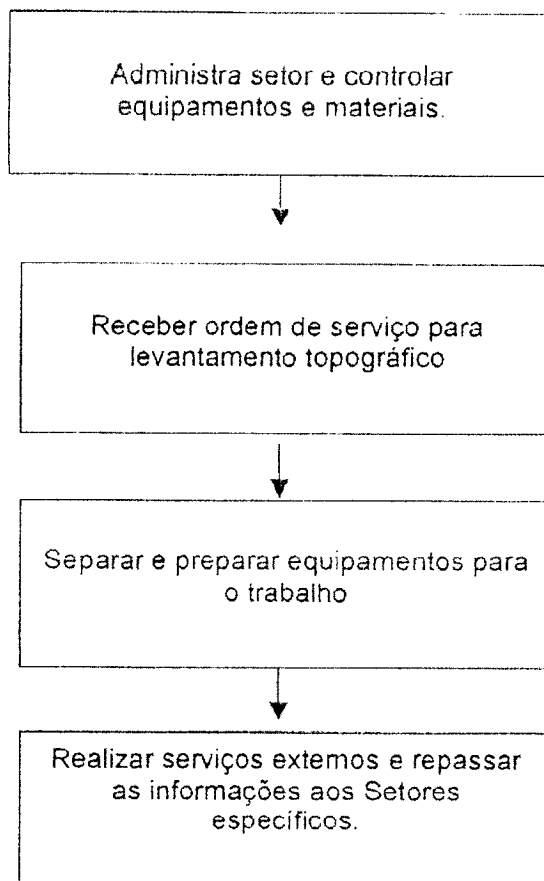 Administra setor e controlar
equipamentos e materiais.
Receber ordem de serviço para
levantamento topográfico
Separar e preparar equipamentos para
o trabalho
Realizar serviços externos e repassar
as informações aos Setores
específicos.